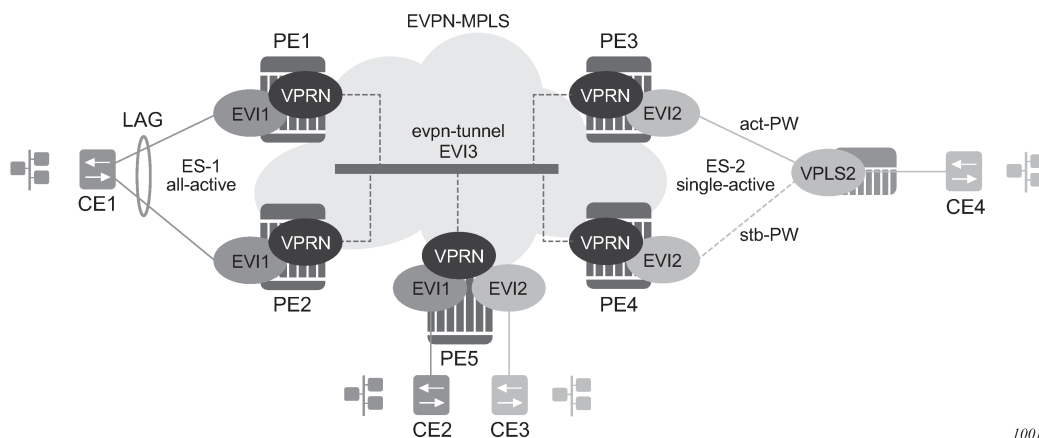 EVPN-MPLS
PE1
PE3
VPRN
VPRN
EVI1
EVI2
LAG
evpn-tunnel
EVI3
act-PW
ES-1
all-active
ES-2
single-active
VPLS2
CE1
CE4
stb-PW
VPRN
VPRN
EVI1
EVI2
VPRN
PE2
PE4
EVI1
EVI2
PE5
CE2
CE3
1001